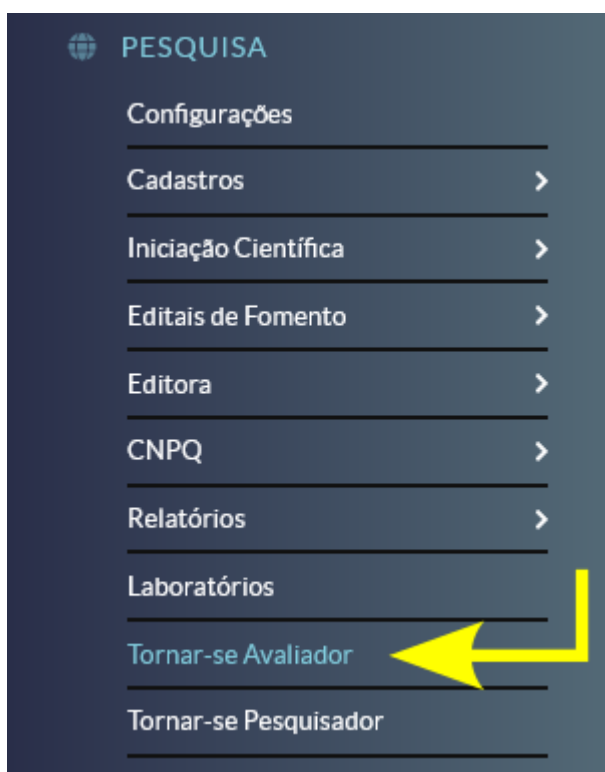 PESQUISA
Configurações
Cadastros
Iniciação Científica
Editais de Fomento
Editora
CNPQ
Relatórios
Laboratórios
Tornar-se Avaliador
Tornar-se Pesquisador